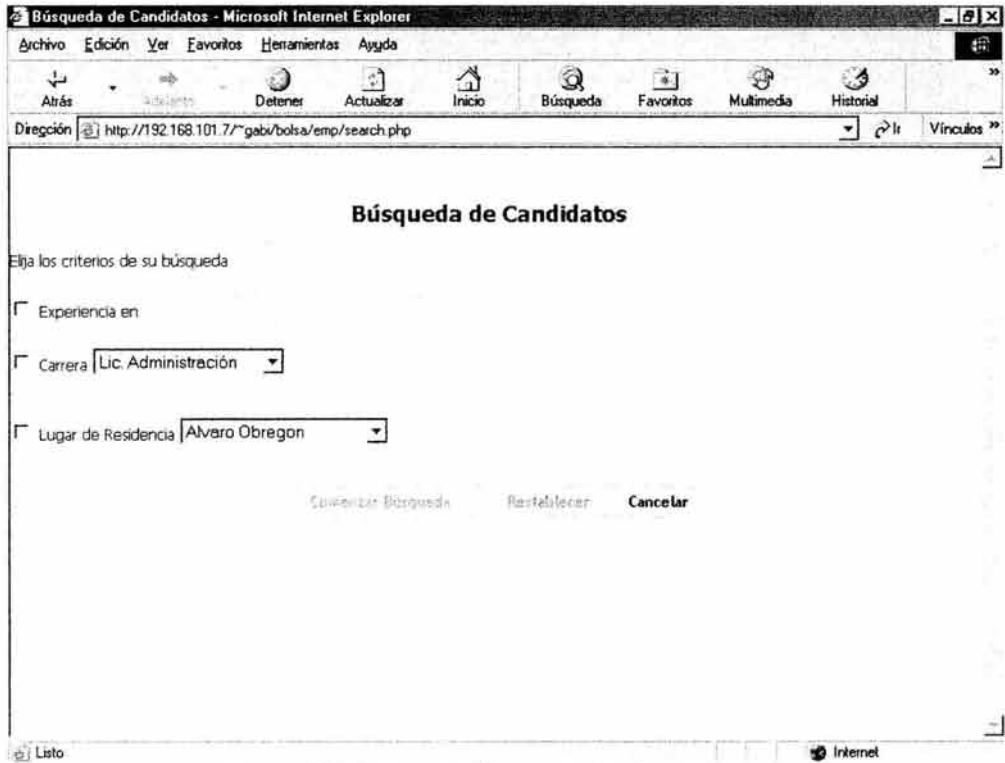 Búsqueda de Candidatos - Microsoft Internet Explorer
Archivo Edición Ver Favoritos Herramientas Ayuda
Atrás Adelante Detener Actualizar Inicio Búsqueda Favoritos Multimedia Historial »
Dirección http://192.168.101.7/~gabi/bolsa/emp/search.php Ir Vínculos »
Búsqueda de Candidatos
Elija los criterios de su búsqueda
Experiencia en
Carrera Lic. Administración
Lugar de Residencia Alvaro Obregon
Comenzar Búsqueda Restablecer Cancelar
Listo Internet